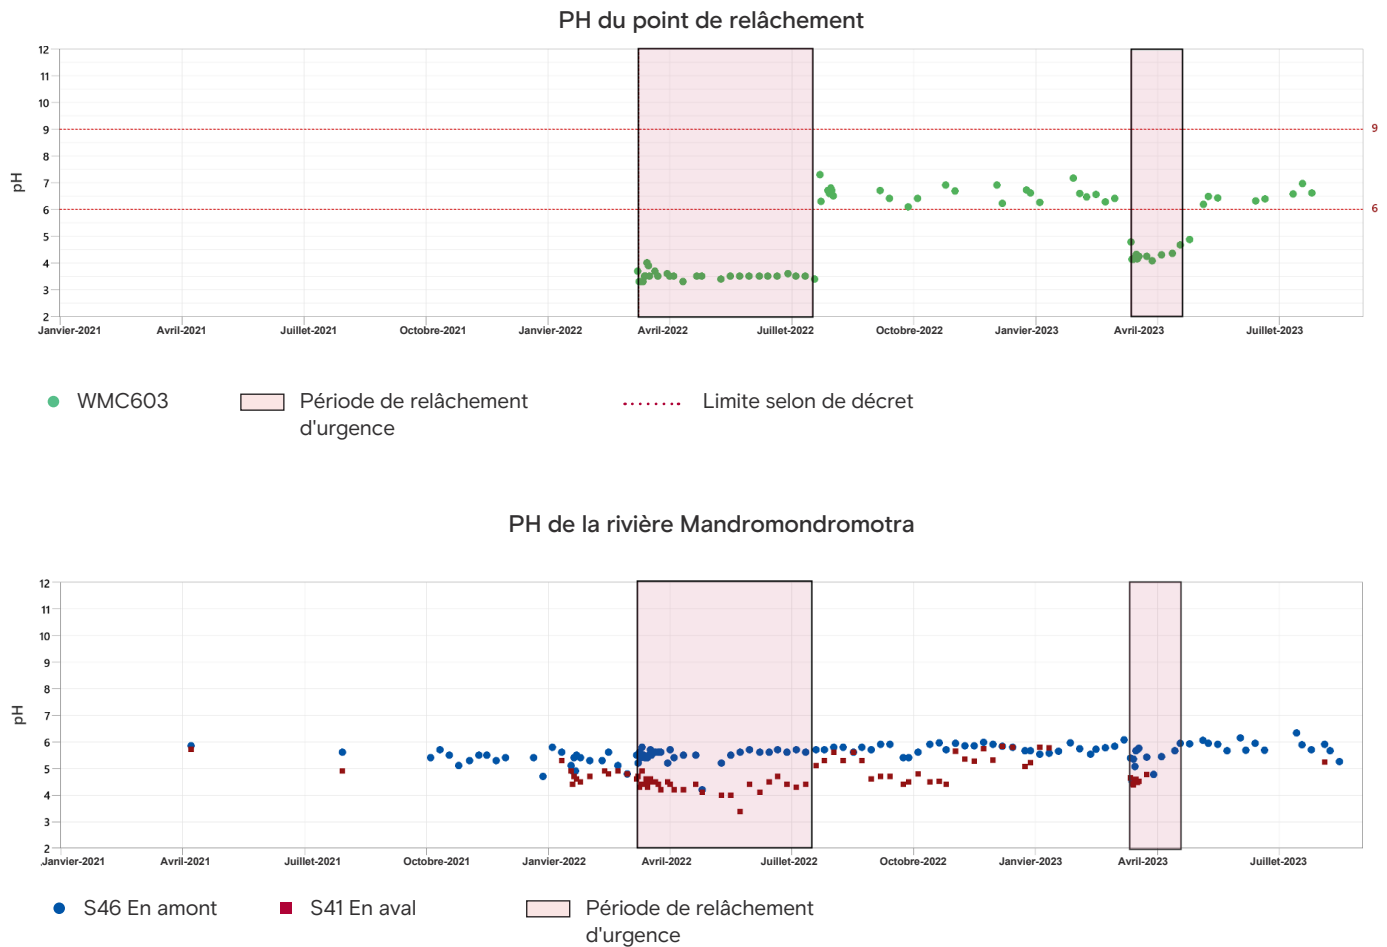 PH du point de relâchement
12
11
10
9
8
7
6
5
4
3
2
pH
9
6
Janvier-2021 Avril-2021 Juillet-2021 Octobre-2021 Janvier-2022 Avril-2022 Juillet-2022 Octobre-2022 Janvier-2023 Avril-2023 Juillet-2023
WMC603 Période de relâchement Limite selon de décret
d'urgence
PH de la rivière Mandromondromotra
12
11
10
9
8
7
6
5
4
3
2
pH
Janvier-2021 Avril-2021 Juillet-2021 Octobre-2021 Janvier-2022 Avril-2022 Juillet-2022 Octobre-2022 Janvier-2023 Avril-2023 Juillet-2023
S46 En amont S41 En aval Période de relâchement
d'urgence